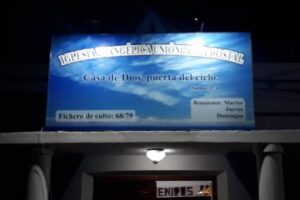 IGLESIA EVANGELICA UNION PENTECOSTAL
Casa de Dios, puerta del cielo.
Reuniones: Martes
Jueves
Domingos
Fichero de culto: 68/79